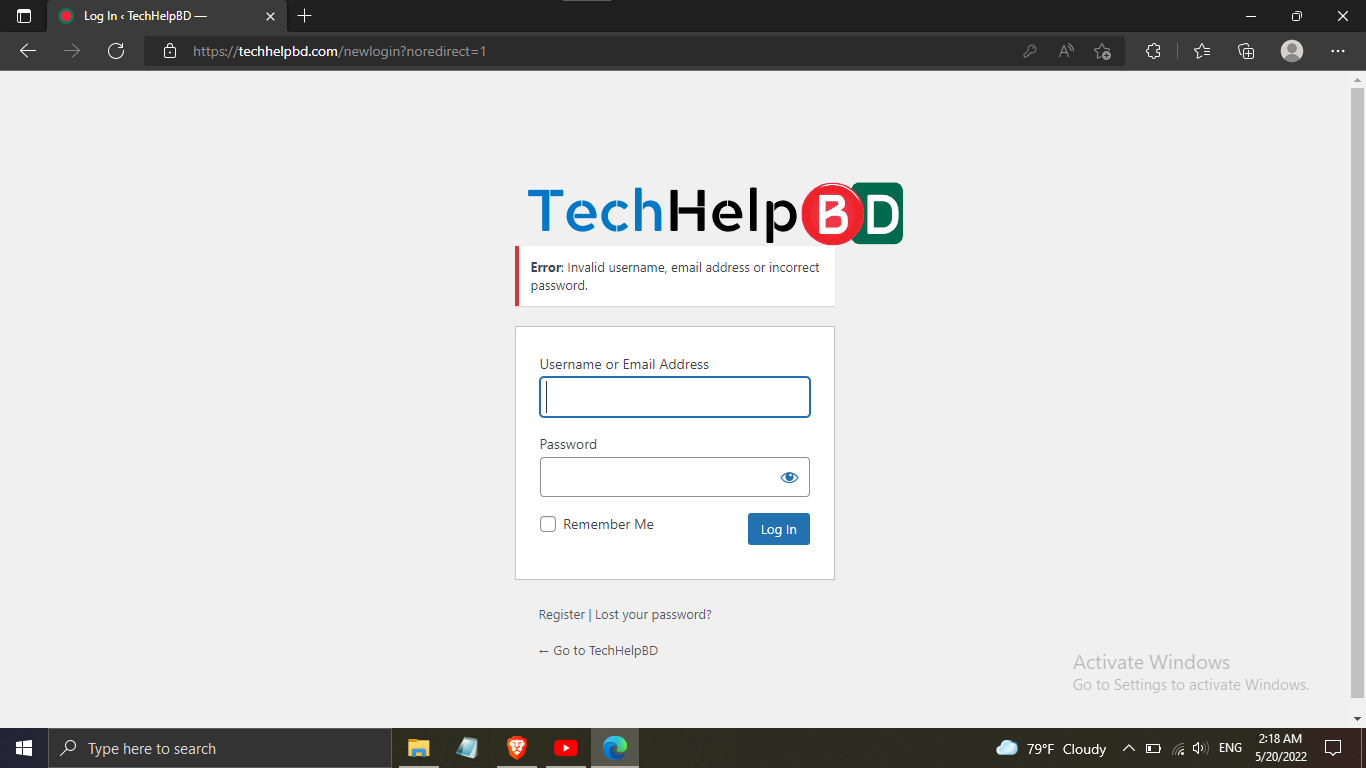 Log In ‹ TechHelpBD —
https://techhelpbd.com/newlogin?noredirect=1
TechHelpBD
Error: Invalid username, email address or incorrect
password.
Username or Email Address
Password
Remember Me
Log In
Register | Lost your password?
← Go to TechHelpBD
Activate Windows
Go to Settings to activate Windows.
Type here to search
79°F Cloudy
ENG
2:18 AM
5/20/2022